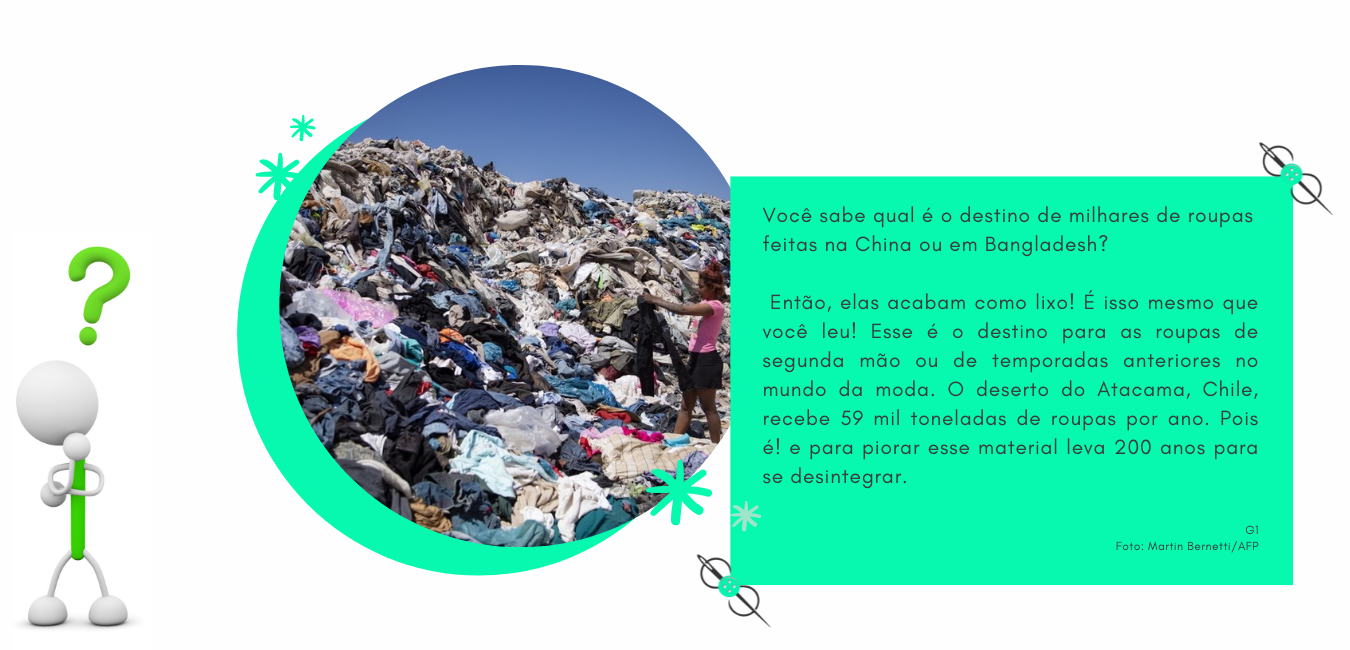 Você sabe qual é o destino de milhares de roupas
feitas na China ou em Bangladesh?
Então, elas acabam como lixo! É isso mesmo que
você leu! Esse é o destino para as roupas de
segunda mão ou de temporadas anteriores no
mundo da moda. O deserto do Atacama, Chile,
recebe 59 mil toneladas de roupas por ano. Pois
é! e para piorar esse material leva 200 anos para
se desintegrar.
G1
Foto: Martin Bernetti/AFP